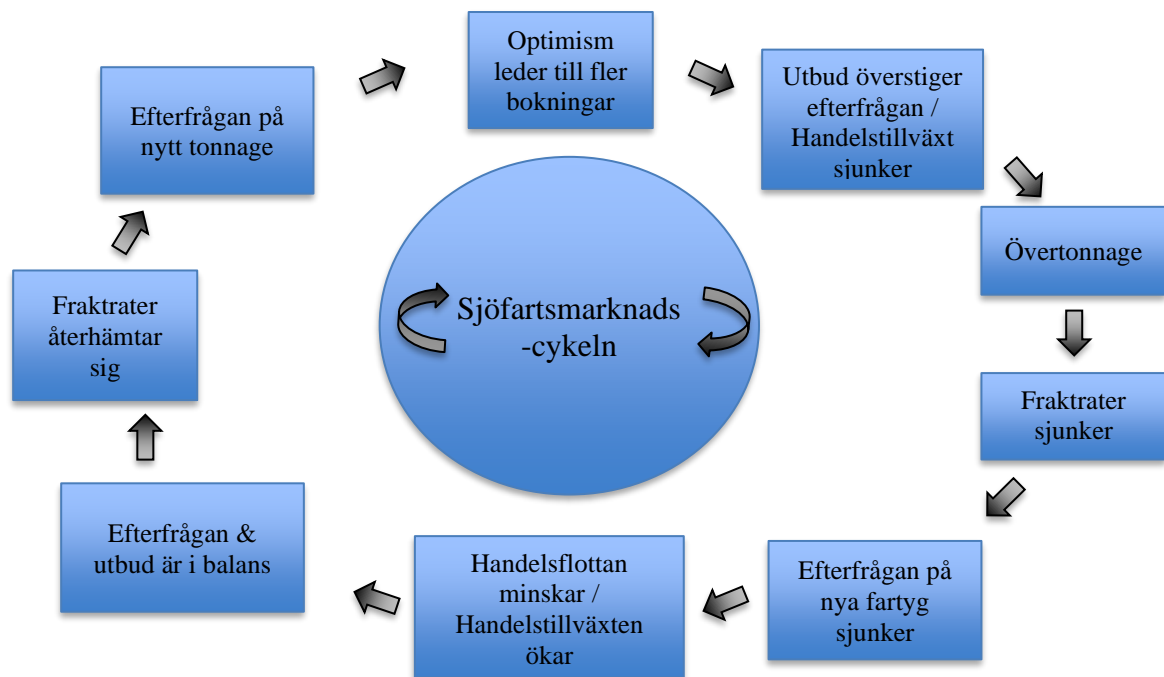 Optimism
leder till fler
bokningar
Utbud överstiger
efterfrågan /
Handelstillväxt
sjunker
Övertonnage
Fraktrater
sjunker
Efterfrågan på
nya fartyg
sjunker
Handelsflottan
minskar /
Handelstillväxten
ökar
Efterfrågan &
utbud är i balans
Fraktrater
återhämtar
sig
Efterfrågan på
nytt tonnage
Sjöfartsmarknads
-cykeln